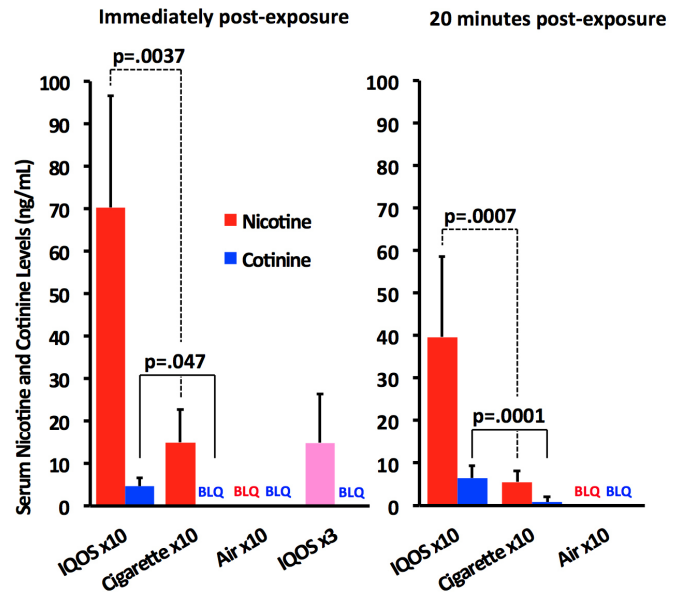 Immediately post-exposure
20 minutes post-exposure
Serum Nicotine and Cotinine Levels (ng/mL)
p=.0037
100
90
80
70
60
50
40
30
20
10
0
Nicotine
Cotinine
p=.047
BLQ
BLQ
BLQ
BLQ
IQOS x10
Cigarette x10
Air x10
IQOS x3
100
90
80
70
60
50
40
30
20
10
0
p=.0007
p=.0001
BLQ
BLQ
IQOS x10
Cigarette x10
Air x10